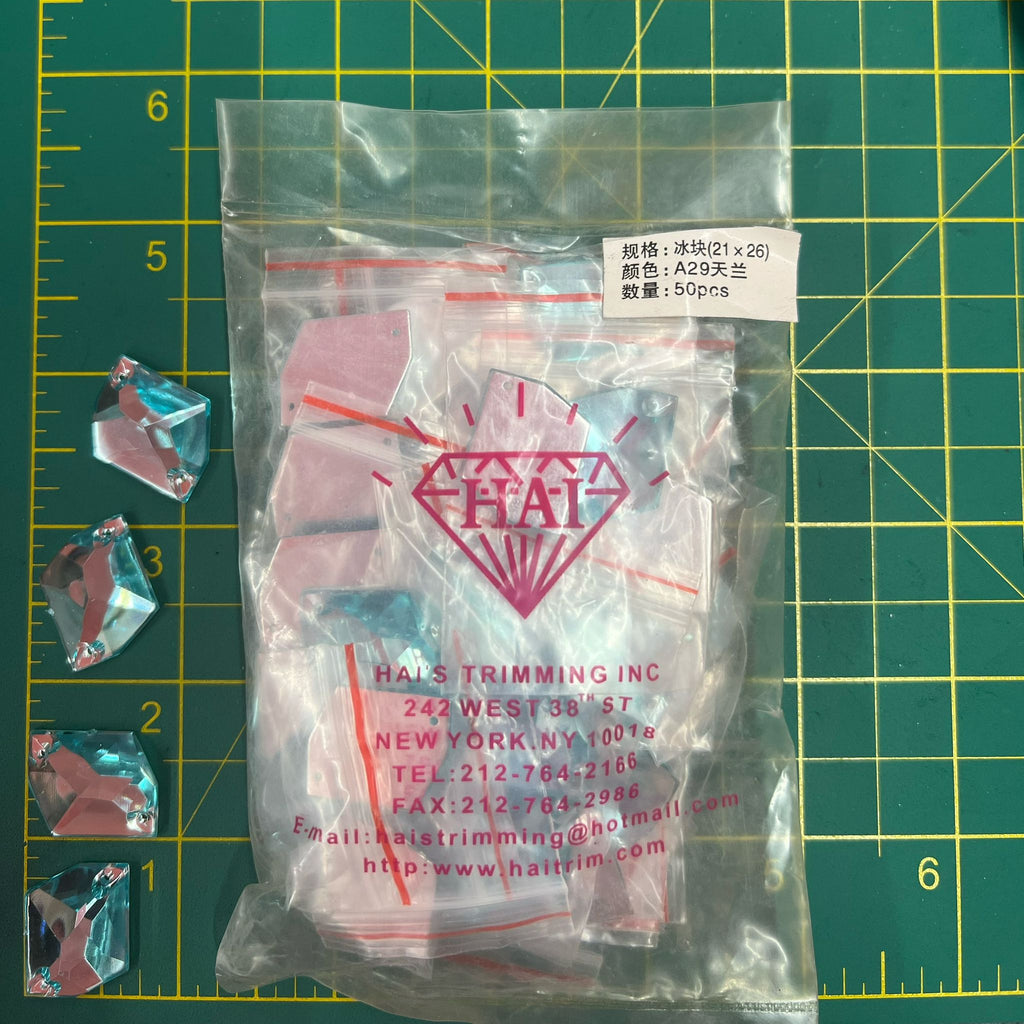 6
5
规格：冰块(21×26)
颜色：A29天兰
数量：50pcs
HAI
3
HAI'S TRIMMING INC
242 WEST 38TH ST
2
NEW YORK.NY 10018
TEL:212-764-2166
FAX:212-764-2986
E-mail:haistrimming@hotmail.com
http:www.haitrim.com
1
5
6